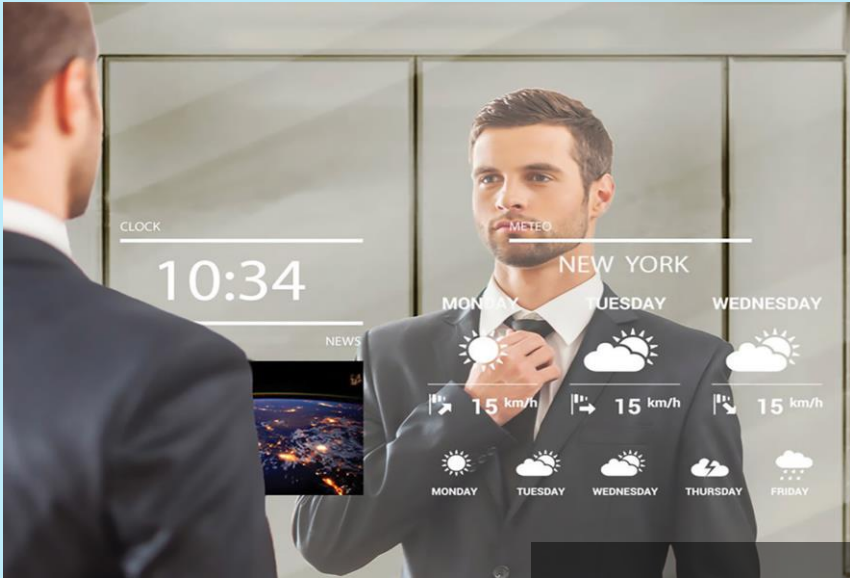 CLOCK
10:34
NEWS
METEO
NEW YORK
MONDAY TUESDAY WEDNESDAY
15 km/h 15 km/h 15 km/h
MONDAY TUESDAY WEDNESDAY THURSDAY FRIDAY